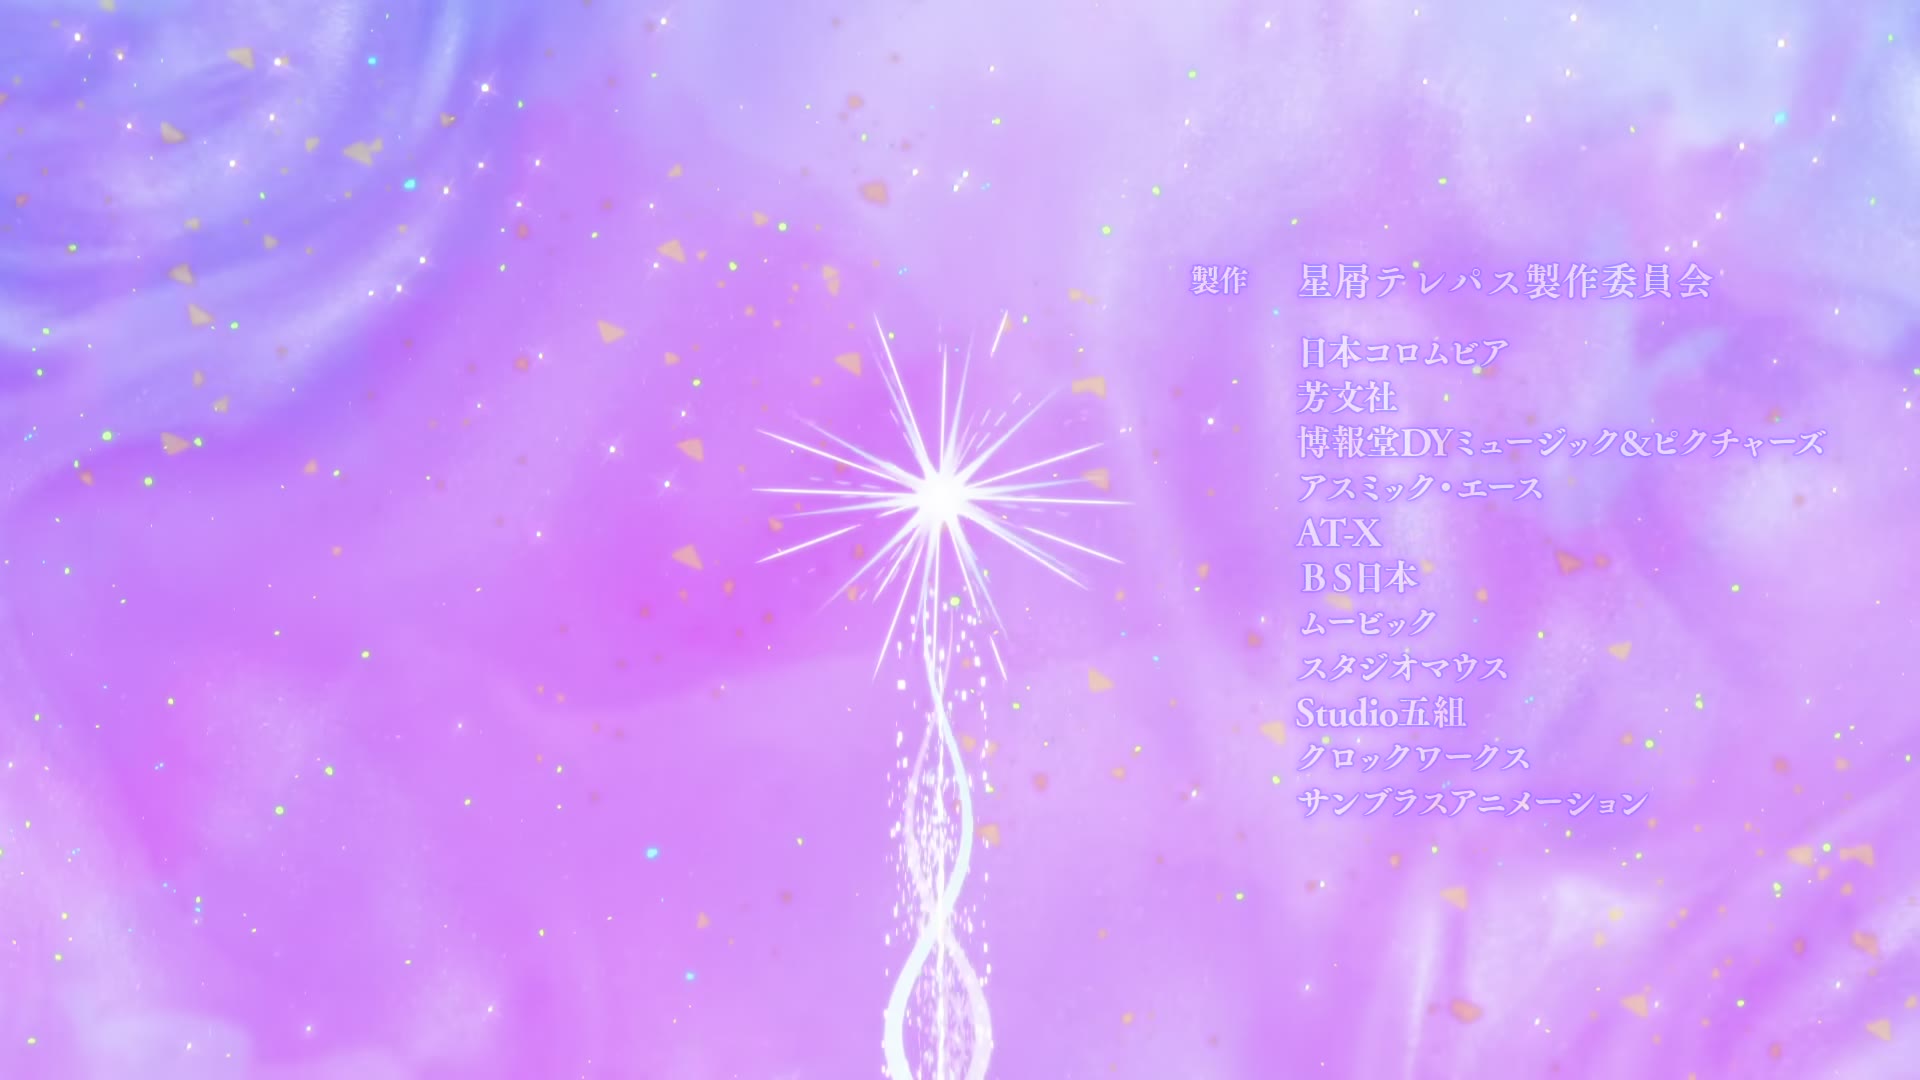 製作 星屑テレパス製作委員会
日本コロムビア
芳文社
博報堂DYミュージック&ピクチャーズ
アスミック・エース
AT-X
ＢＳ日本
ムービック
スタジオマウス
Studio五組
クロックワークス
サンブラスアニメーション